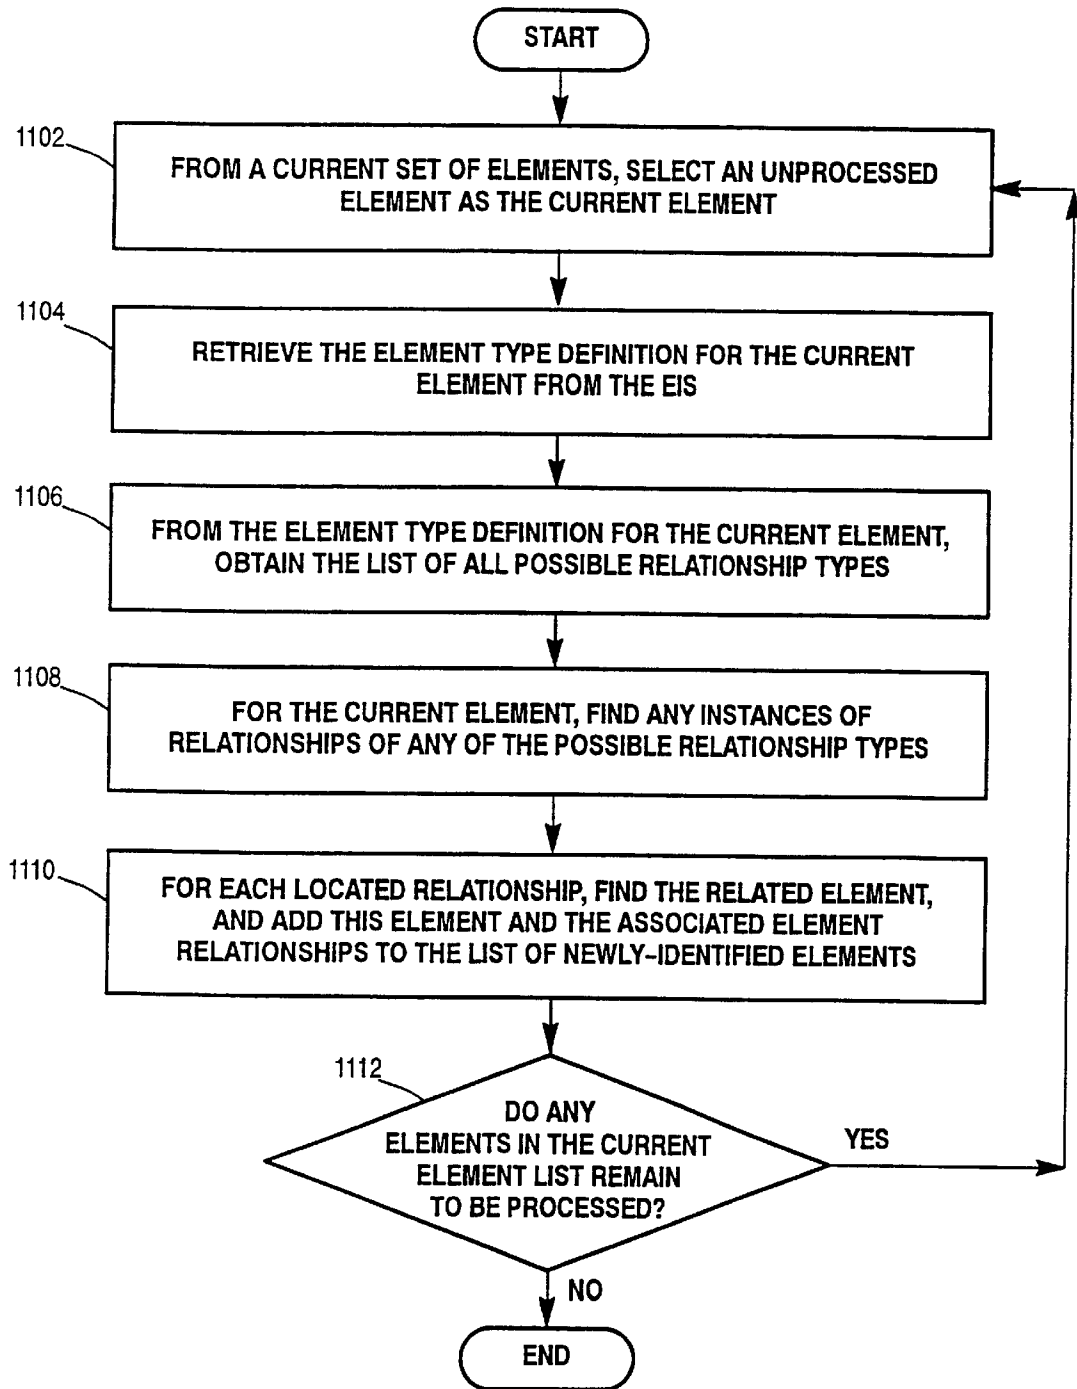 START
1102
FROM A CURRENT SET OF ELEMENTS, SELECT AN UNPROCESSED
ELEMENT AS THE CURRENT ELEMENT
1104
RETRIEVE THE ELEMENT TYPE DEFINITION FOR THE CURRENT
ELEMENT FROM THE EIS
1106
FROM THE ELEMENT TYPE DEFINITION FOR THE CURRENT ELEMENT,
OBTAIN THE LIST OF ALL POSSIBLE RELATIONSHIP TYPES
1108
FOR THE CURRENT ELEMENT, FIND ANY INSTANCES OF
RELATIONSHIPS OF ANY OF THE POSSIBLE RELATIONSHIP TYPES
1110
FOR EACH LOCATED RELATIONSHIP, FIND THE RELATED ELEMENT,
AND ADD THIS ELEMENT AND THE ASSOCIATED ELEMENT
RELATIONSHIPS TO THE LIST OF NEWLY-IDENTIFIED ELEMENTS
1112
DO ANY
ELEMENTS IN THE CURRENT
ELEMENT LIST REMAIN
TO BE PROCESSED?
YES
NO
END